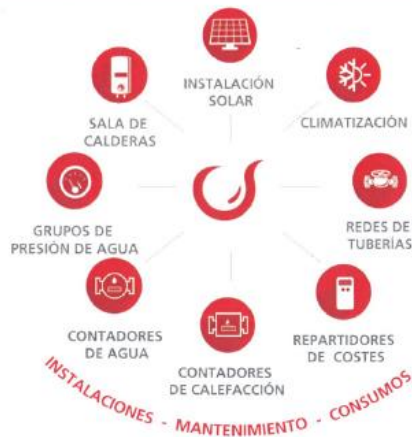 INSTALACIÓN
SOLAR
SALA DE
CALDERAS
CLIMATIZACIÓN
GRUPOS DE
PRESIÓN DE AGUA
REDES DE
TUBERÍAS
CONTADORES
DE AGUA
CONTADORES
DE CALEFACCIÓN
REPARTIDORES
DE COSTES
INSTALACIONES - MANTENIMIENTO - CONSUMOS